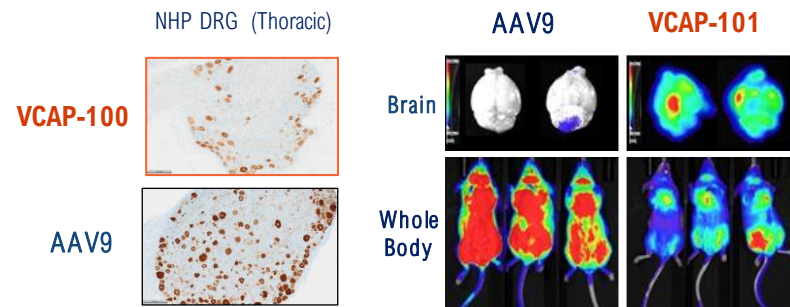 NHP DRG (Thoracic)
VCAP-100
AAV9
AAV9
VCAP-101
Brain
Whole
Body